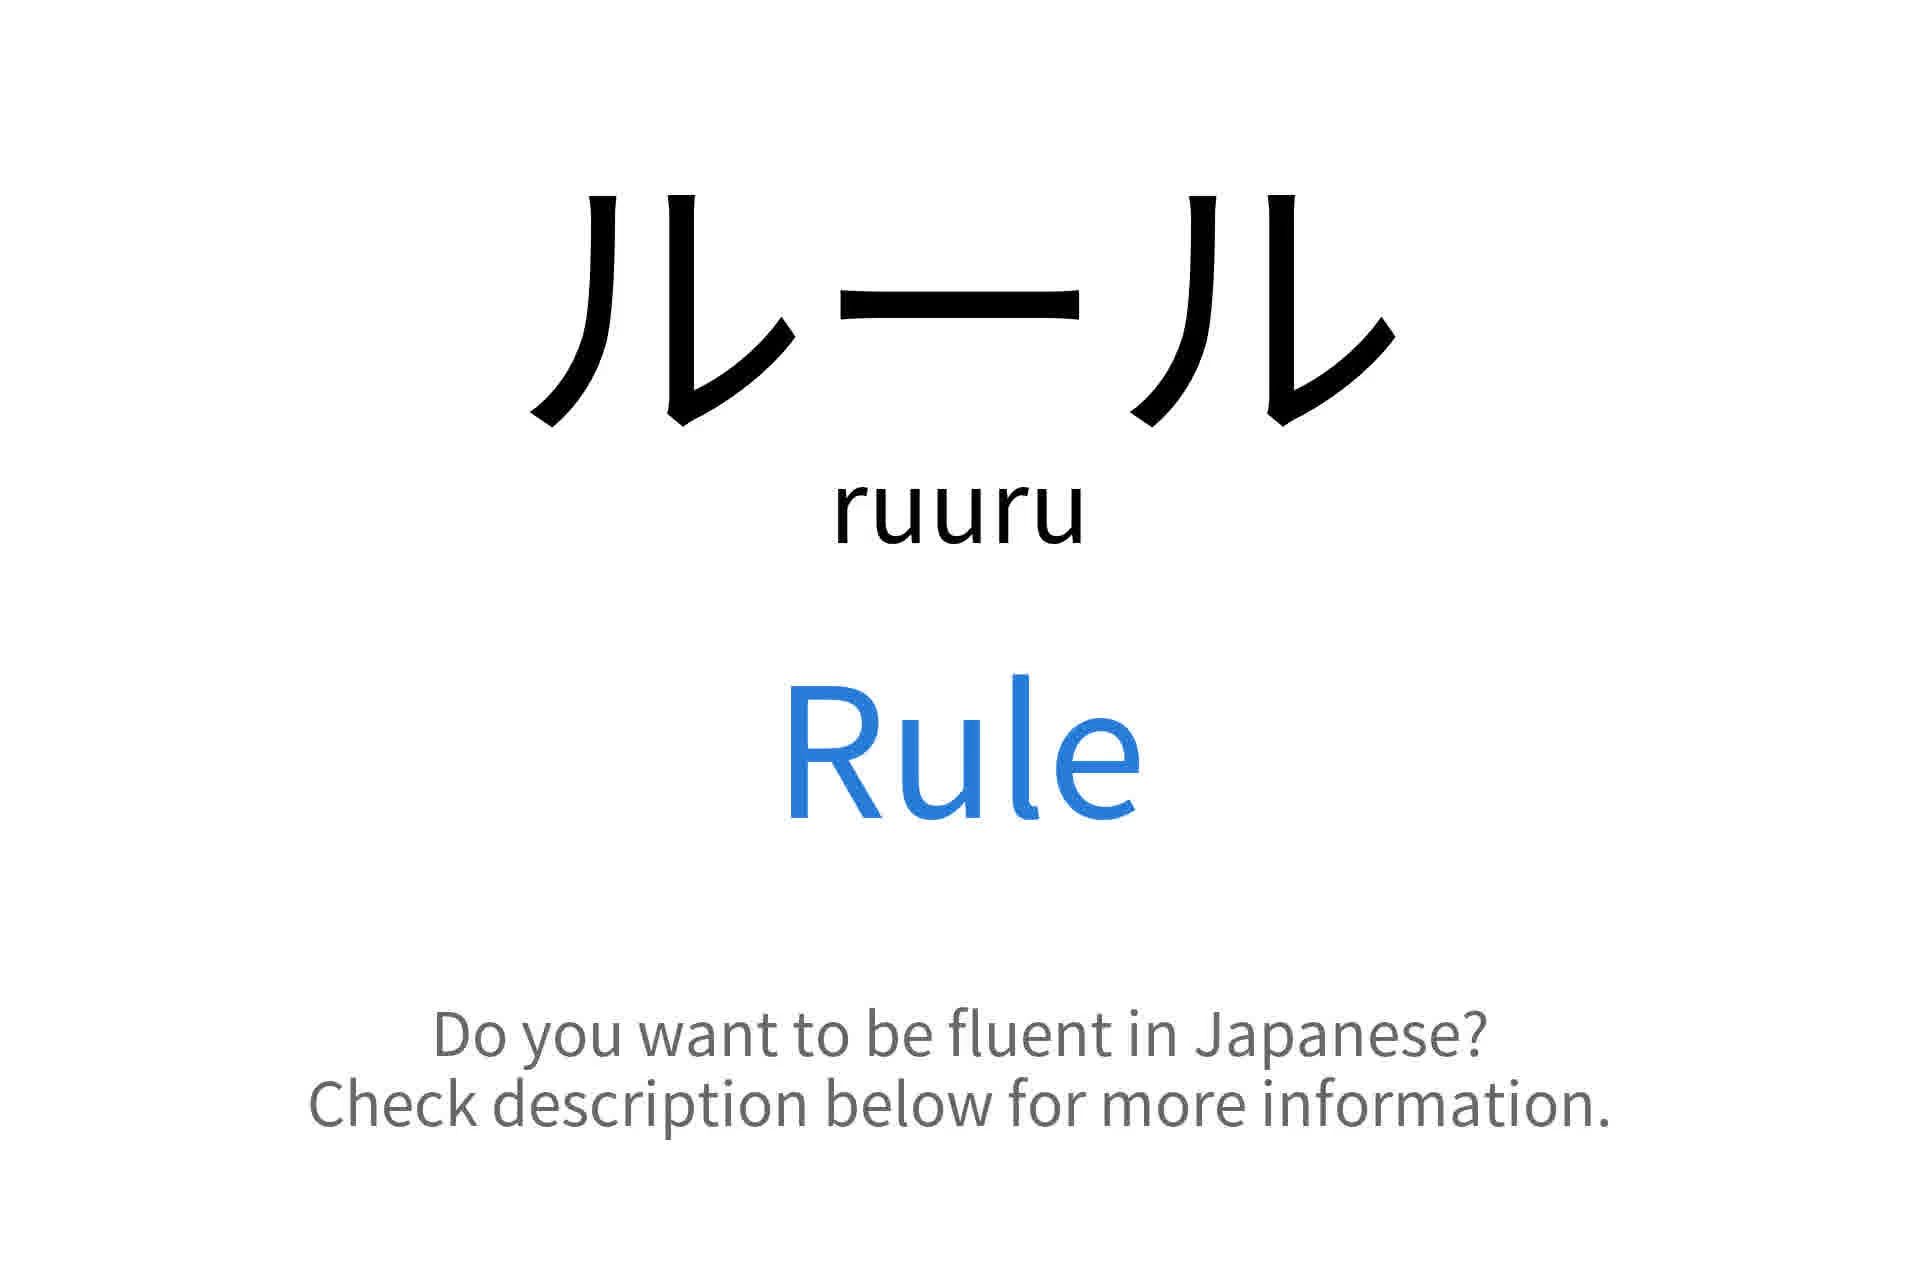 ルール
ruuru
Rule
Do you want to be fluent in Japanese?
Check description below for more information.